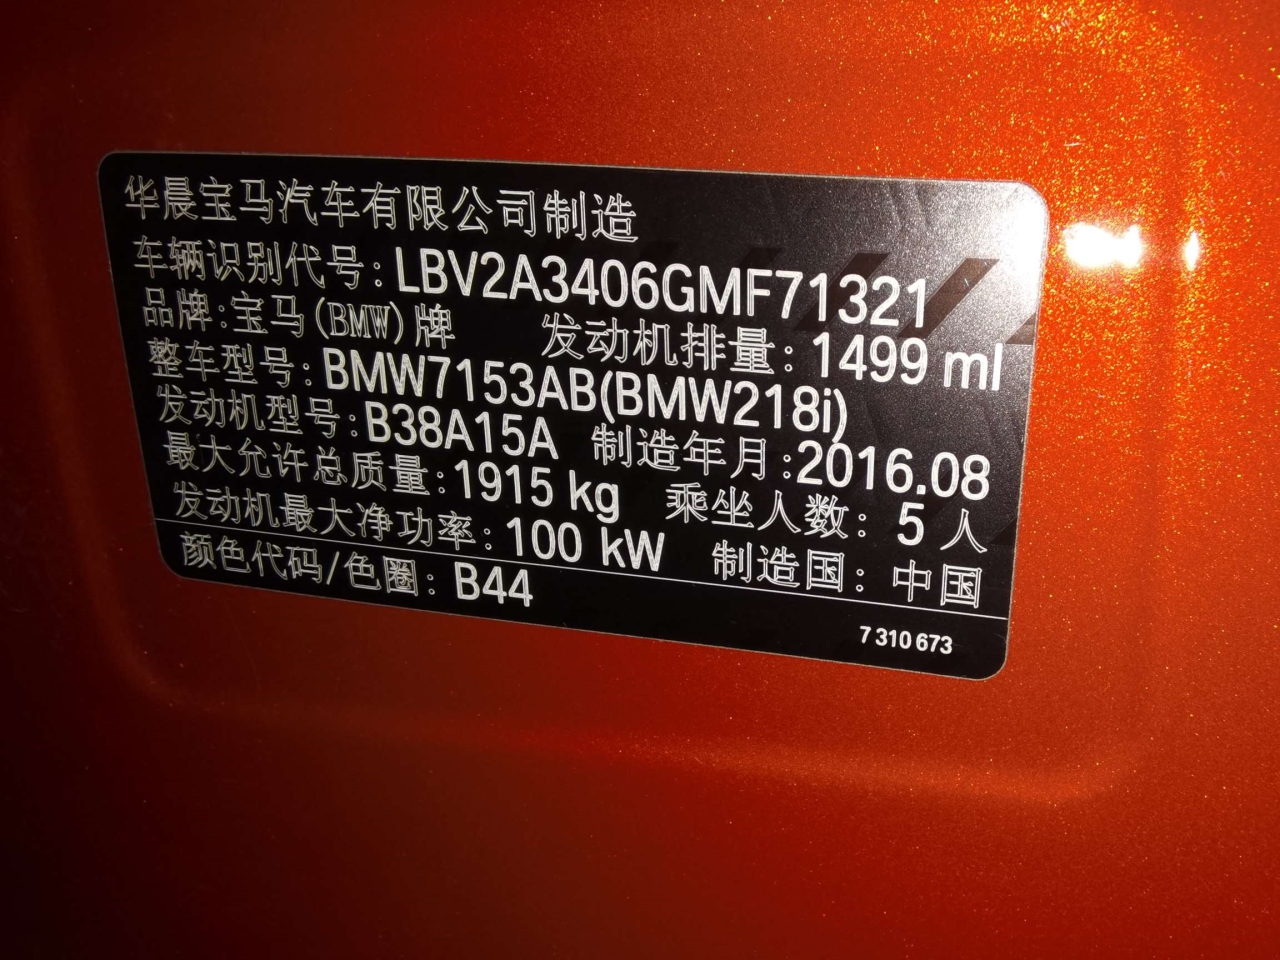 华晨宝马汽车有限公司制造
车辆识别代号：LBV2A3406GMF71321
品牌：宝马(BMW)牌 发动机排量：1499 ml
整车型号：BMW7153AB(BMW218i)
发动机型号：B38A15A 制造年月：2016.08
最大允许总质量：1915 kg 乘坐人数：5 人
发动机最大净功率：100 kW 制造国：中国
颜色代码/色圈：B44
7 310 673